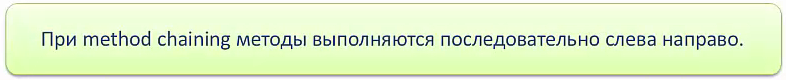 При method chaining методы выполняются последовательно слева направо.